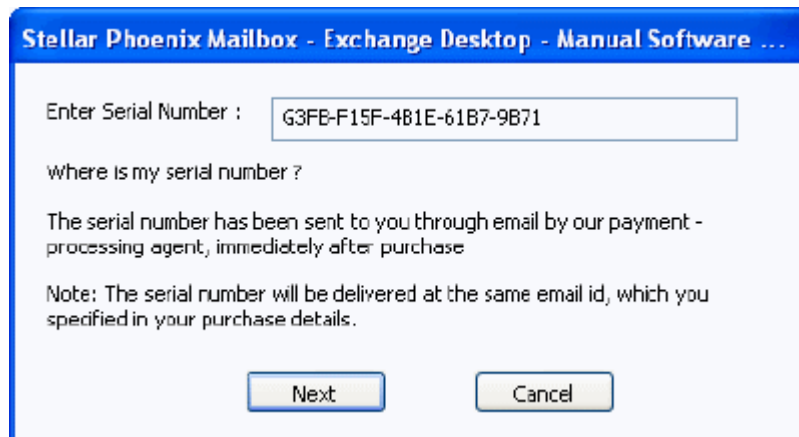 Stellar Phoenix Mailbox - Exchange Desktop - Manual Software ...
Enter Serial Number : G3FB-F15F-4B1E-61B7-9B71
Where is my serial number ?
The serial number has been sent to you through email by our payment -
processing agent, immediately after purchase
Note: The serial number will be delivered at the same email id, which you
specified in your purchase details.
Next Cancel